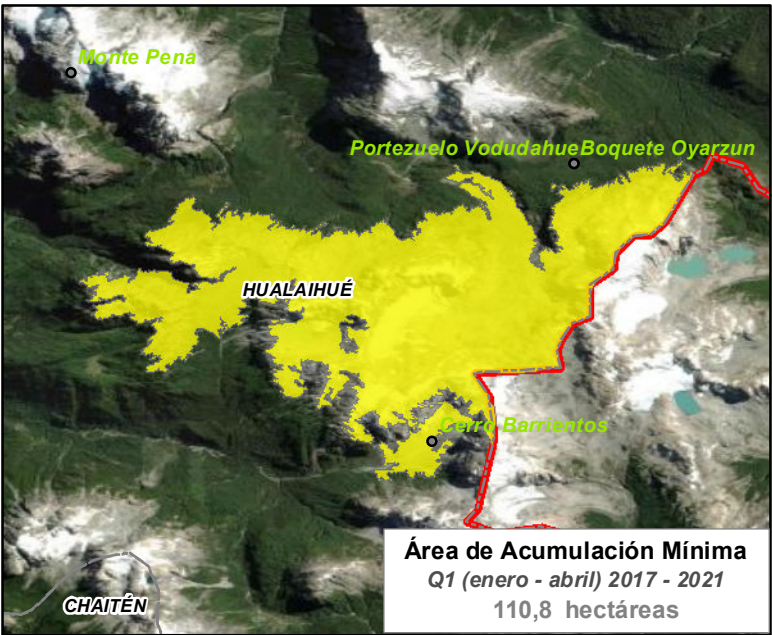 Monte Pena
Portezuelo Vodudahue
Boquete Oyarzun
HUALAIHUÉ
Cerro Barrientos
CHAITÉN
Área de Acumulación Mínima
Q1 (enero - abril) 2017 - 2021
110,8 hectáreas